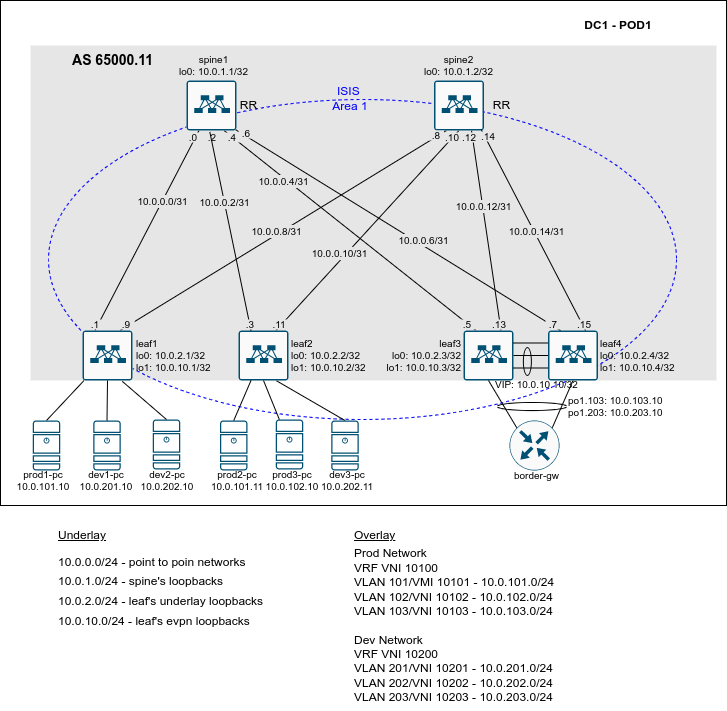 DC1 - POD1
AS 65000.11
spine1
lo0: 10.0.1.1/32
spine2
lo0: 10.0.1.2/32
RR
ISIS
Area 1
RR
.0 .2 .4 .6
.8 .10 .12 .14
10.0.0.4/31
10.0.0.0/31
10.0.0.2/31
10.0.0.12/31
10.0.0.8/31
10.0.0.14/31
10.0.0.6/31
10.0.0.10/31
.1 .9
.3 .11
.5 .13
.7 .15
leaf1
lo0: 10.0.2.1/32
lo1: 10.0.10.1/32
leaf2
lo0: 10.0.2.2/32
lo1: 10.0.10.2/32
leaf3
lo0: 10.0.2.3/32
lo1: 10.0.10.3/32
leaf4
lo0: 10.0.2.4/32
lo1: 10.0.10.4/32
VIP: 10.0.10.10/32
po1.103: 10.0.103.10
po1.203: 10.0.203.10
prod1-pc
10.0.101.10
dev1-pc
10.0.201.10
dev2-pc
10.0.202.10
prod2-pc
10.0.101.11
prod3-pc
10.0.102.10
dev3-pc
10.0.202.11
border-gw
Underlay
10.0.0.0/24 - point to poin networks
10.0.1.0/24 - spine's loopbacks
10.0.2.0/24 - leaf's underlay loopbacks
10.0.10.0/24 - leaf's evpn loopbacks
Overlay
Prod Network
VRF VNI 10100
VLAN 101/VMI 10101 - 10.0.101.0/24
VLAN 102/VNI 10102 - 10.0.102.0/24
VLAN 103/VNI 10103 - 10.0.103.0/24
Dev Network
VRF VNI 10200
VLAN 201/VNI 10201 - 10.0.201.0/24
VLAN 202/VNI 10202 - 10.0.202.0/24
VLAN 203/VNI 10203 - 10.0.203.0/24